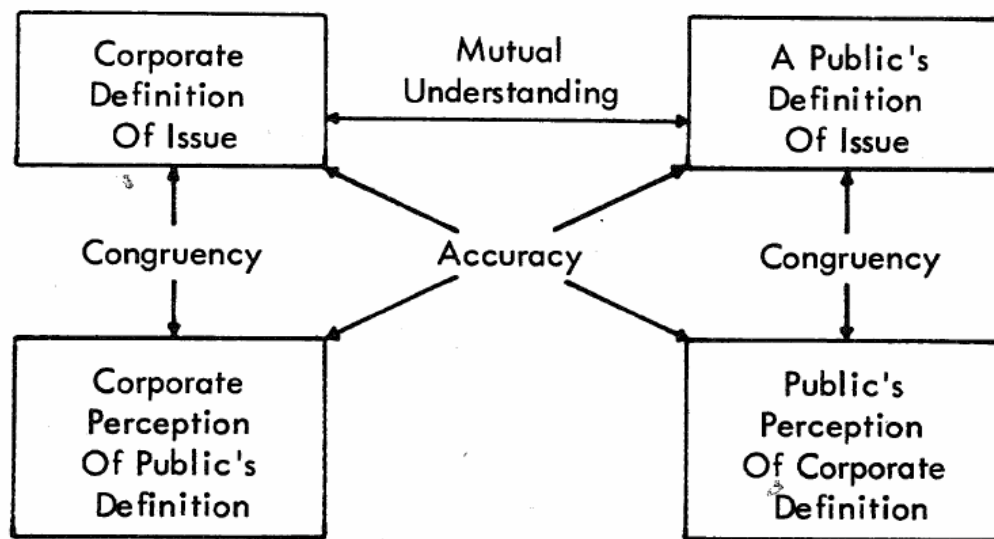 Corporate
Definition
Of Issue
Mutual
Understanding
A Public's
Definition
Of Issue
Congruency
Accuracy
Congruency
Corporate
Perception
Of Public's
Definition
Public's
Perception
Of Corporate
Definition